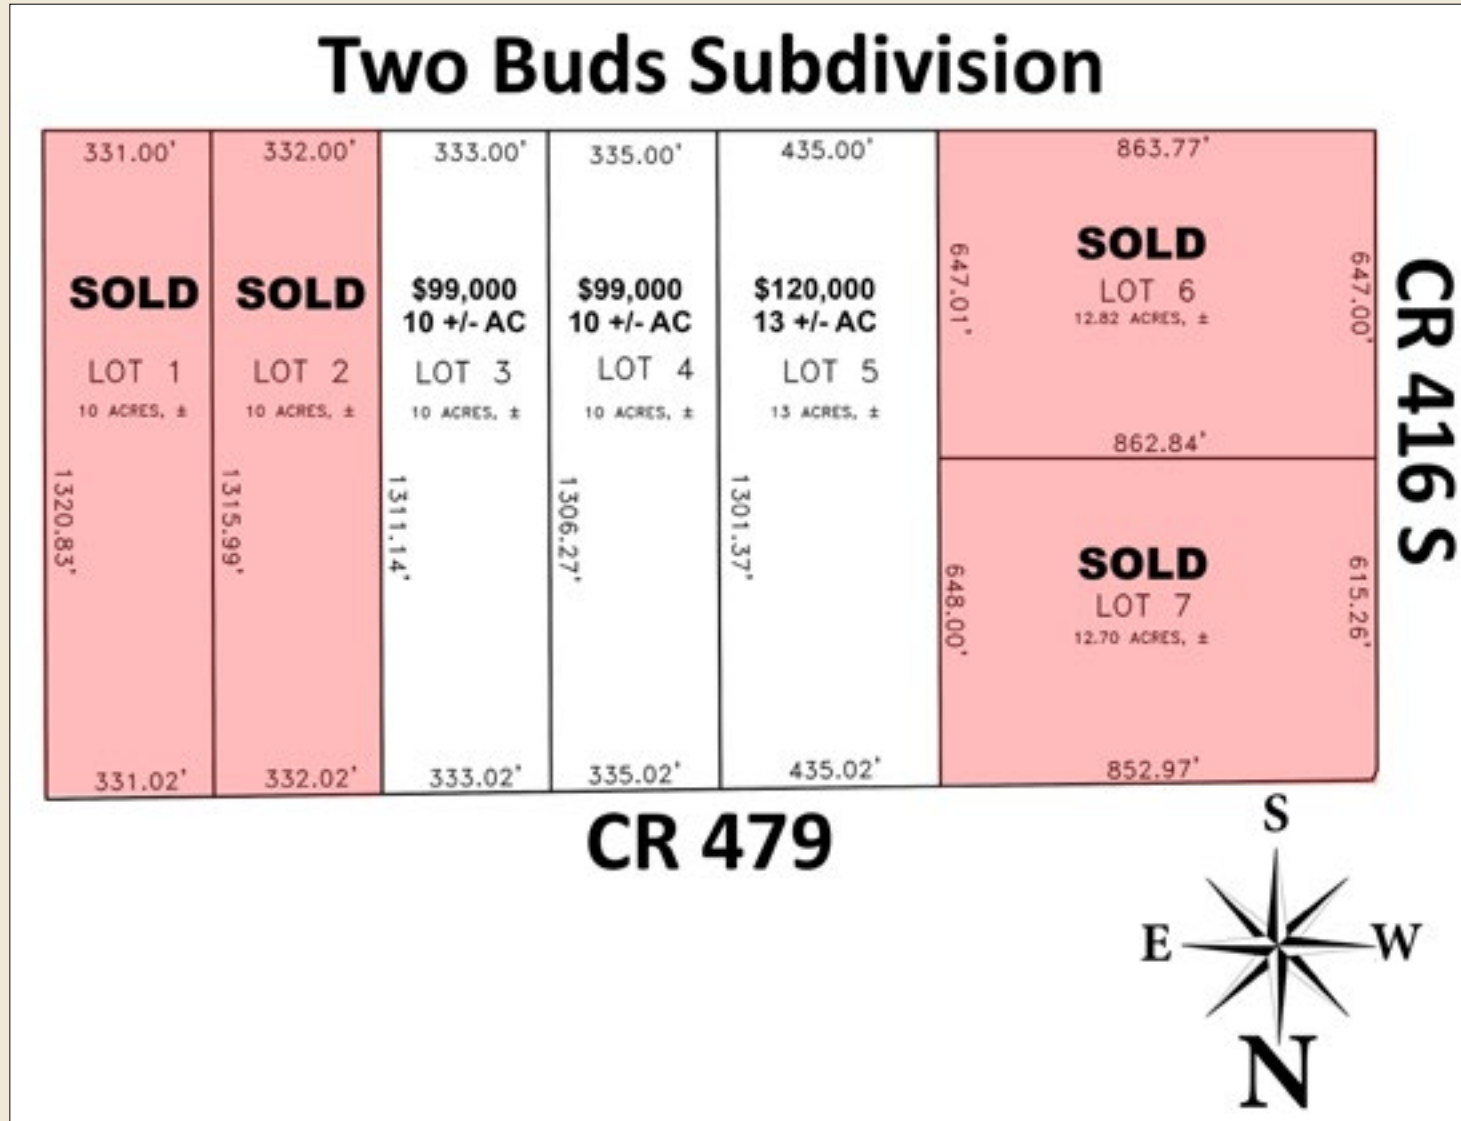 Two Buds Subdivision
331.00'
332.00'
333.00'
335.00'
435.00'
863.77'
SOLD
LOT 1
10 ACRES, ±
1320.83'
331.02'
SOLD
LOT 2
10 ACRES, ±
1315.99'
332.02'
$99,000
10 +/- AC
LOT 3
10 ACRES, ±
1311.14'
333.02'
$99,000
10 +/- AC
LOT 4
10 ACRES, ±
1306.27'
335.02'
$120,000
13 +/- AC
LOT 5
13 ACRES, ±
1301.37'
435.02'
647.01'
SOLD
LOT 6
12.82 ACRES, ±
647.00'
862.84'
648.00'
SOLD
LOT 7
12.70 ACRES, ±
615.26'
852.97'
CR 416 S
CR 479
S
E
W
N